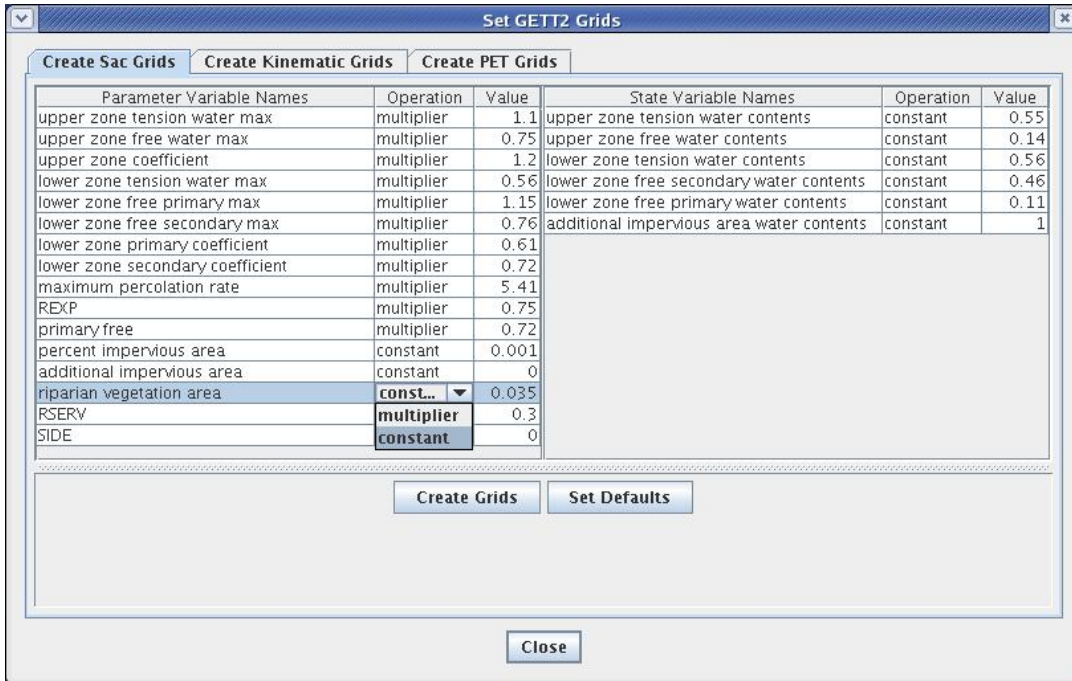 Set GETT2 Grids
Create Sac Grids Create Kinematic Grids Create PET Grids
Parameter Variable Names Operation Value State Variable Names Operation Value
upper zone tension water max multiplier 1.1 upper zone tension water contents constant 0.55
upper zone free water max multiplier 0.75 upper zone free water contents constant 0.14
upper zone coefficient multiplier 1.2 lower zone tension water contents constant 0.56
lower zone tension water max multiplier 0.56 lower zone free secondary water contents constant 0.46
lower zone free primary max multiplier 1.15 lower zone free primary water contents constant 0.11
lower zone free secondary max multiplier 0.76 additional impervious area water contents constant 1
lower zone primary coefficient multiplier 0.61
lower zone secondary coefficient multiplier 0.72
maximum percolation rate multiplier 5.41
REXP multiplier 0.75
primary free multiplier 0.72
percent impervious area constant 0.001
additional impervious area constant 0
riparian vegetation area const... 0.035
RSERV multiplier 0.3
SIDE constant 0
Create Grids Set Defaults
Close